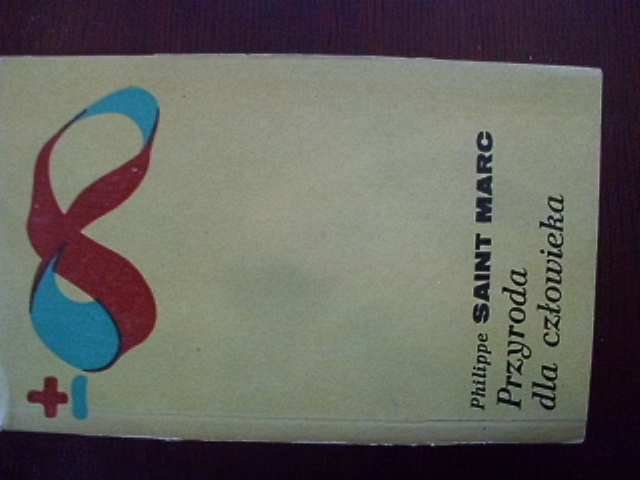 Philippe SAINT MARC
Przyroda
dla człowieka